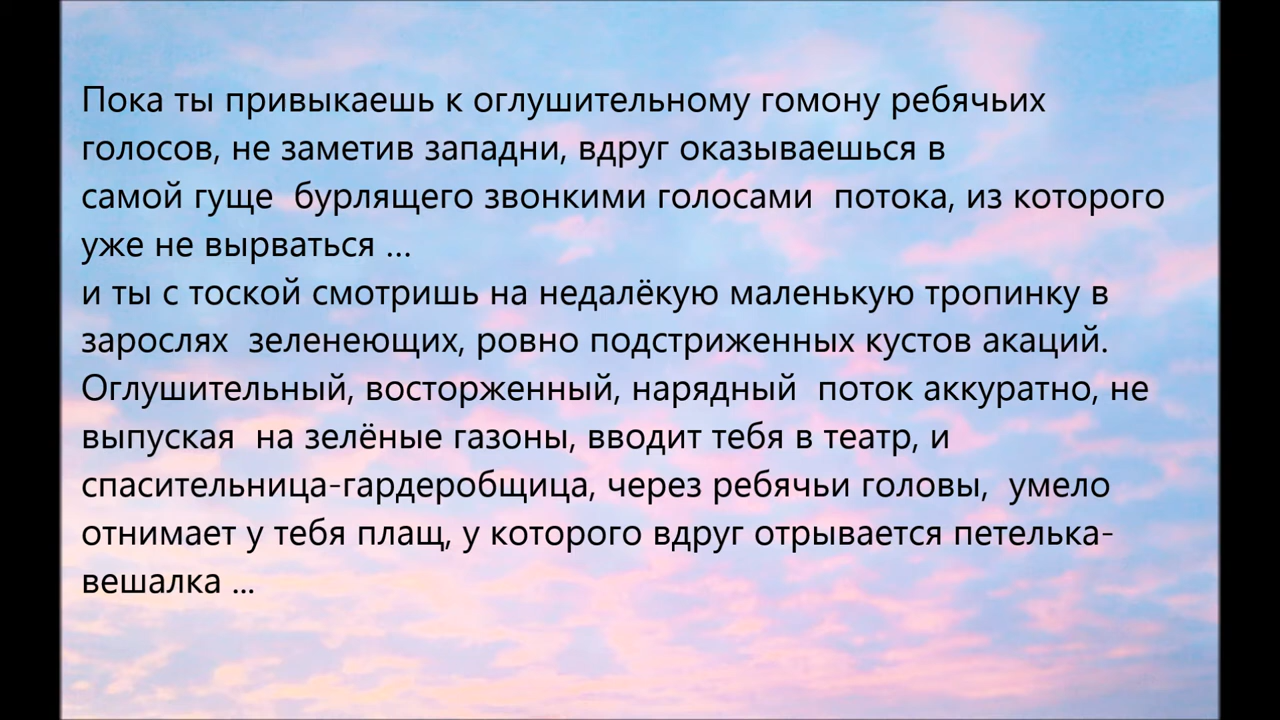 Пока ты привыкаешь к оглушительному гомону ребячьих
голосов, не заметив западни, вдруг оказываешься в
самой гуще  бурлящего звонкими голосами  потока, из которого
уже не вырваться ...
и ты с тоской смотришь на недалёкую маленькую тропинку в
зарослях  зеленеющих, ровно подстриженных кустов акаций.
Оглушительный, восторженный, нарядный  поток аккуратно, не
выпуская  на зелёные газоны, вводит тебя в театр, и
спасительница-гардеробщица, через ребячьи головы,  умело
отнимает у тебя плащ, у которого вдруг отрывается петелька-
вешалка ...